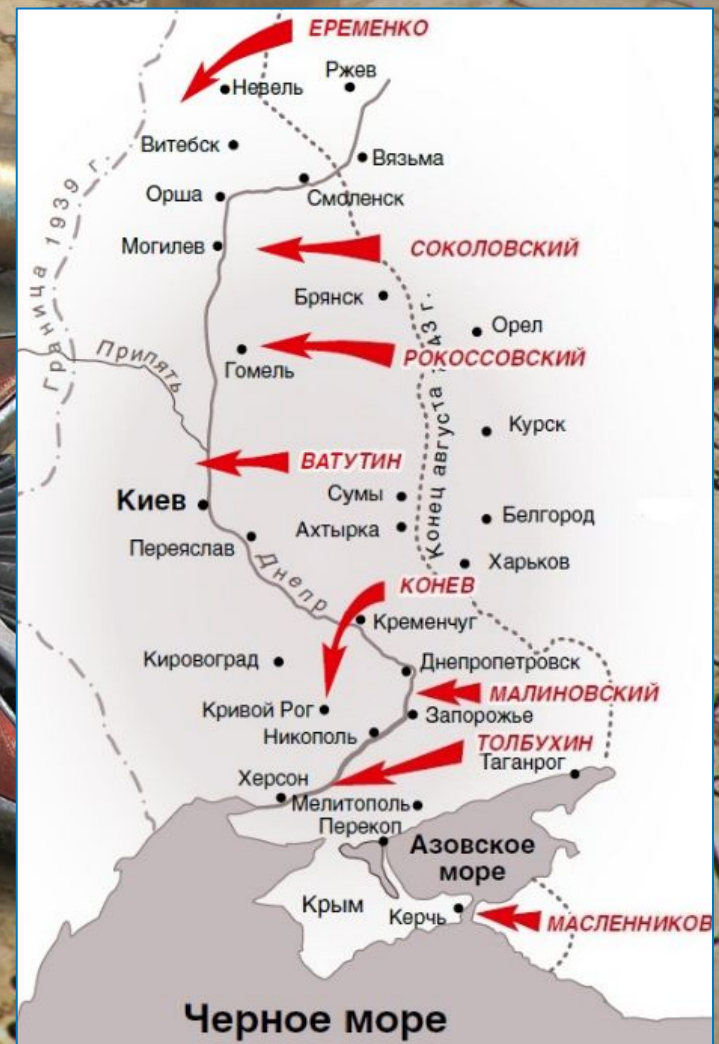 ЕРЕМЕНКО
Ржев
Невель
Витебск
Вязьма
Смоленск
Орша
Граница 1939 г.
Могилев
СОКОЛОВСКИЙ
Брянск
Орел
Конец августа 1943 г.
Припять
Гомель
РОКОССОВСКИЙ
Курск
ВАТУТИН
Сумы
Киев
Белгород
Ахтырка
Переяслав
Днепр
Харьков
КОНЕВ
Кременчуг
Кировоград
Днепропетровск
МАЛИНОВСКИЙ
Кривой Рог
Запорожье
Никополь
ТОЛБУХИН
Таганрог
Херсон
Мелитополь
Перекоп
Азовское
море
Крым
Керчь
МАСЛЕННИКОВ
Черное море